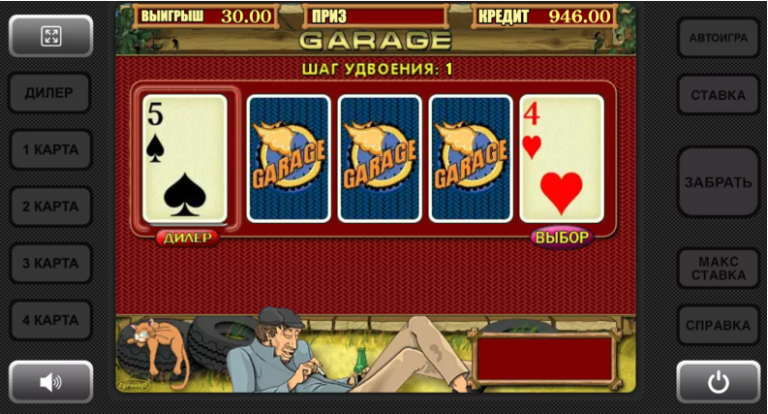 ВЫИГРЫШ 30.00 ПРИЗ КРЕДИТ 946.00
GARAGE
ШАГ УДВОЕНИЯ: 1
5 GARAGE GARAGE GARAGE 4
ДИЛЕР ВЫБОР
ДИЛЕР
1 КАРТА
2 КАРТА
3 КАРТА
4 КАРТА
АВТОИГРА
СТАВКА
ЗАБРАТЬ
МАКС
СТАВКА
СПРАВКА